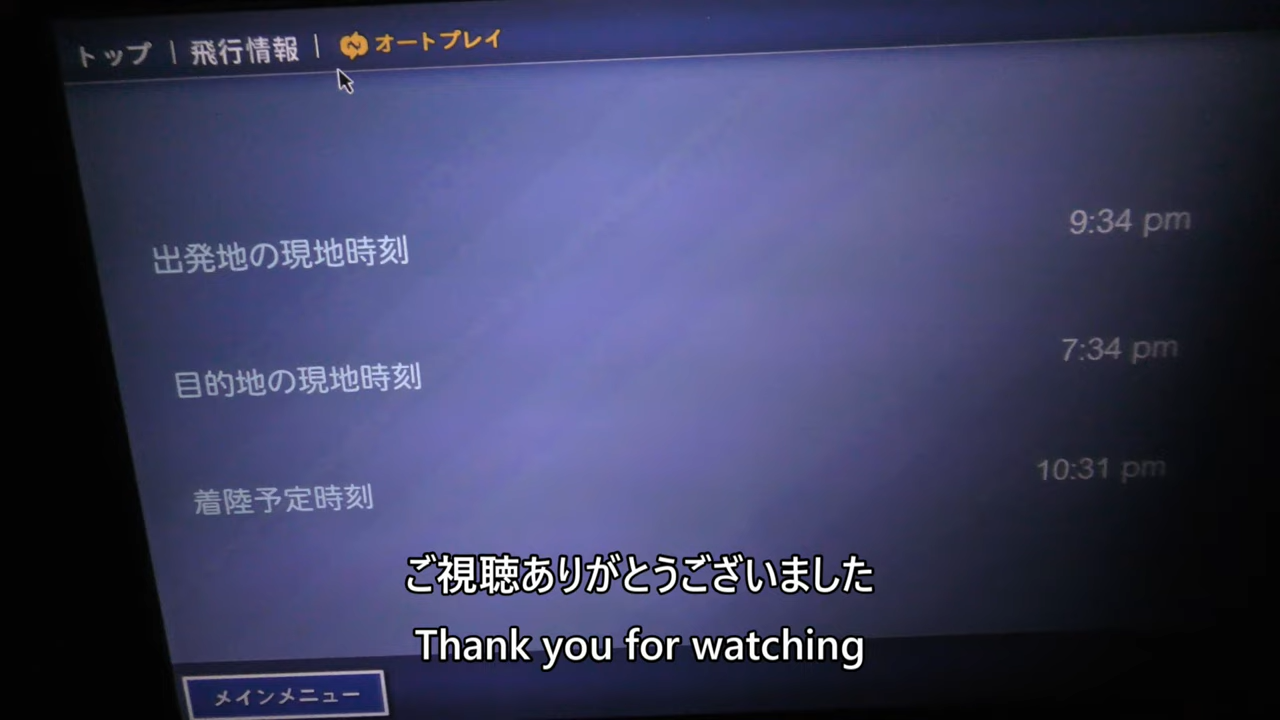 トップ | 飛行情報 | オートプレイ
出発地の現地時刻 9:34 pm
目的地の現地時刻 7:34 pm
着陸予定時刻 10:31 pm
ご視聴ありがとうございました
Thank you for watching
メインメニュー